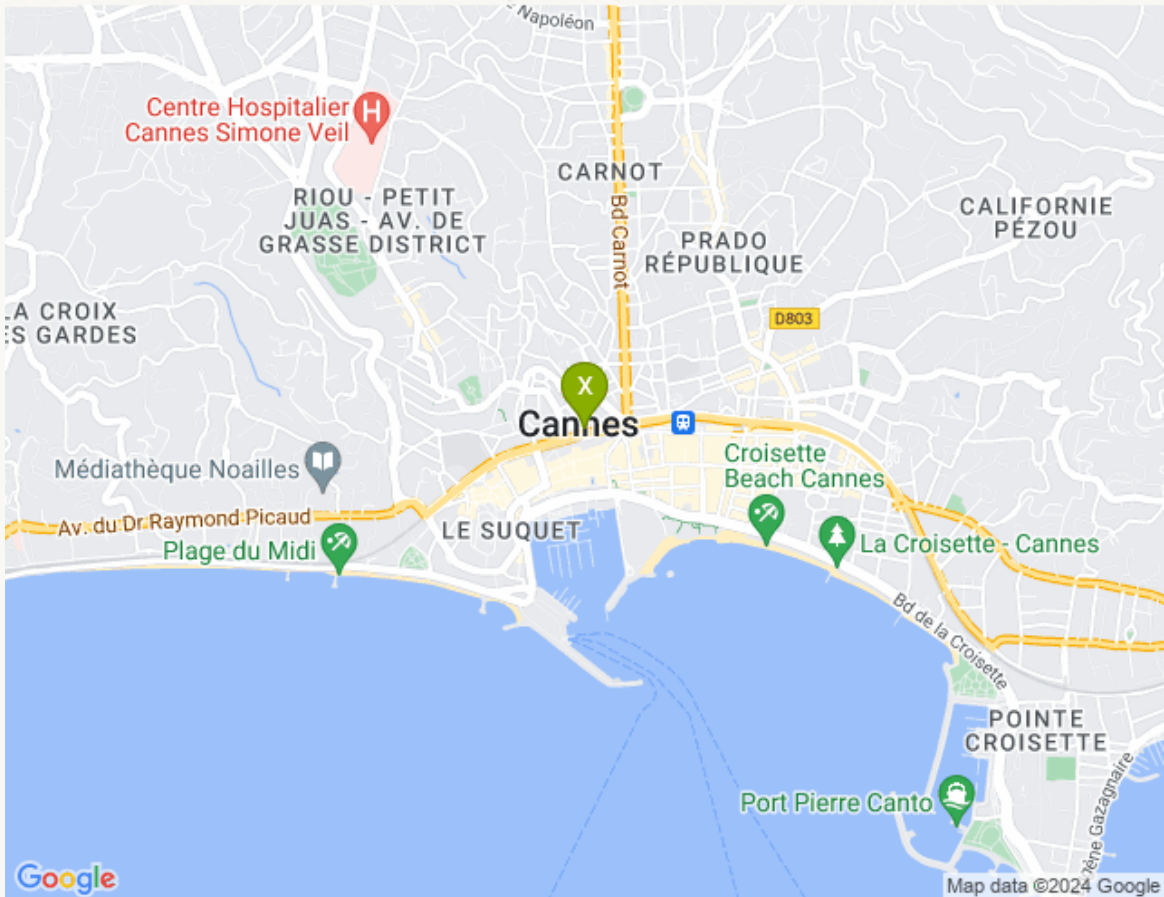 Napoléon
Centre Hospitalier
Cannes Simone Veil
H
CARNOT
RIOU - PETIT
JUAS - AV. DE
GRASSE DISTRICT
Bd Carnot
CALIFORNIE
PÉZOU
PRADO
RÉPUBLIQUE
LA CROIX
ES GARDES
D803
X
Cannes
Croisette
Beach Cannes
Médiathèque Noailles
Av. du Dr Raymond Picaud
LE SUQUET
Plage du Midi
La Croisette - Cannes
Bd de la Croisette
POINTE
CROISETTE
Port Pierre Canto
ène Gazagnaire
Google
Map data ©2024 Google